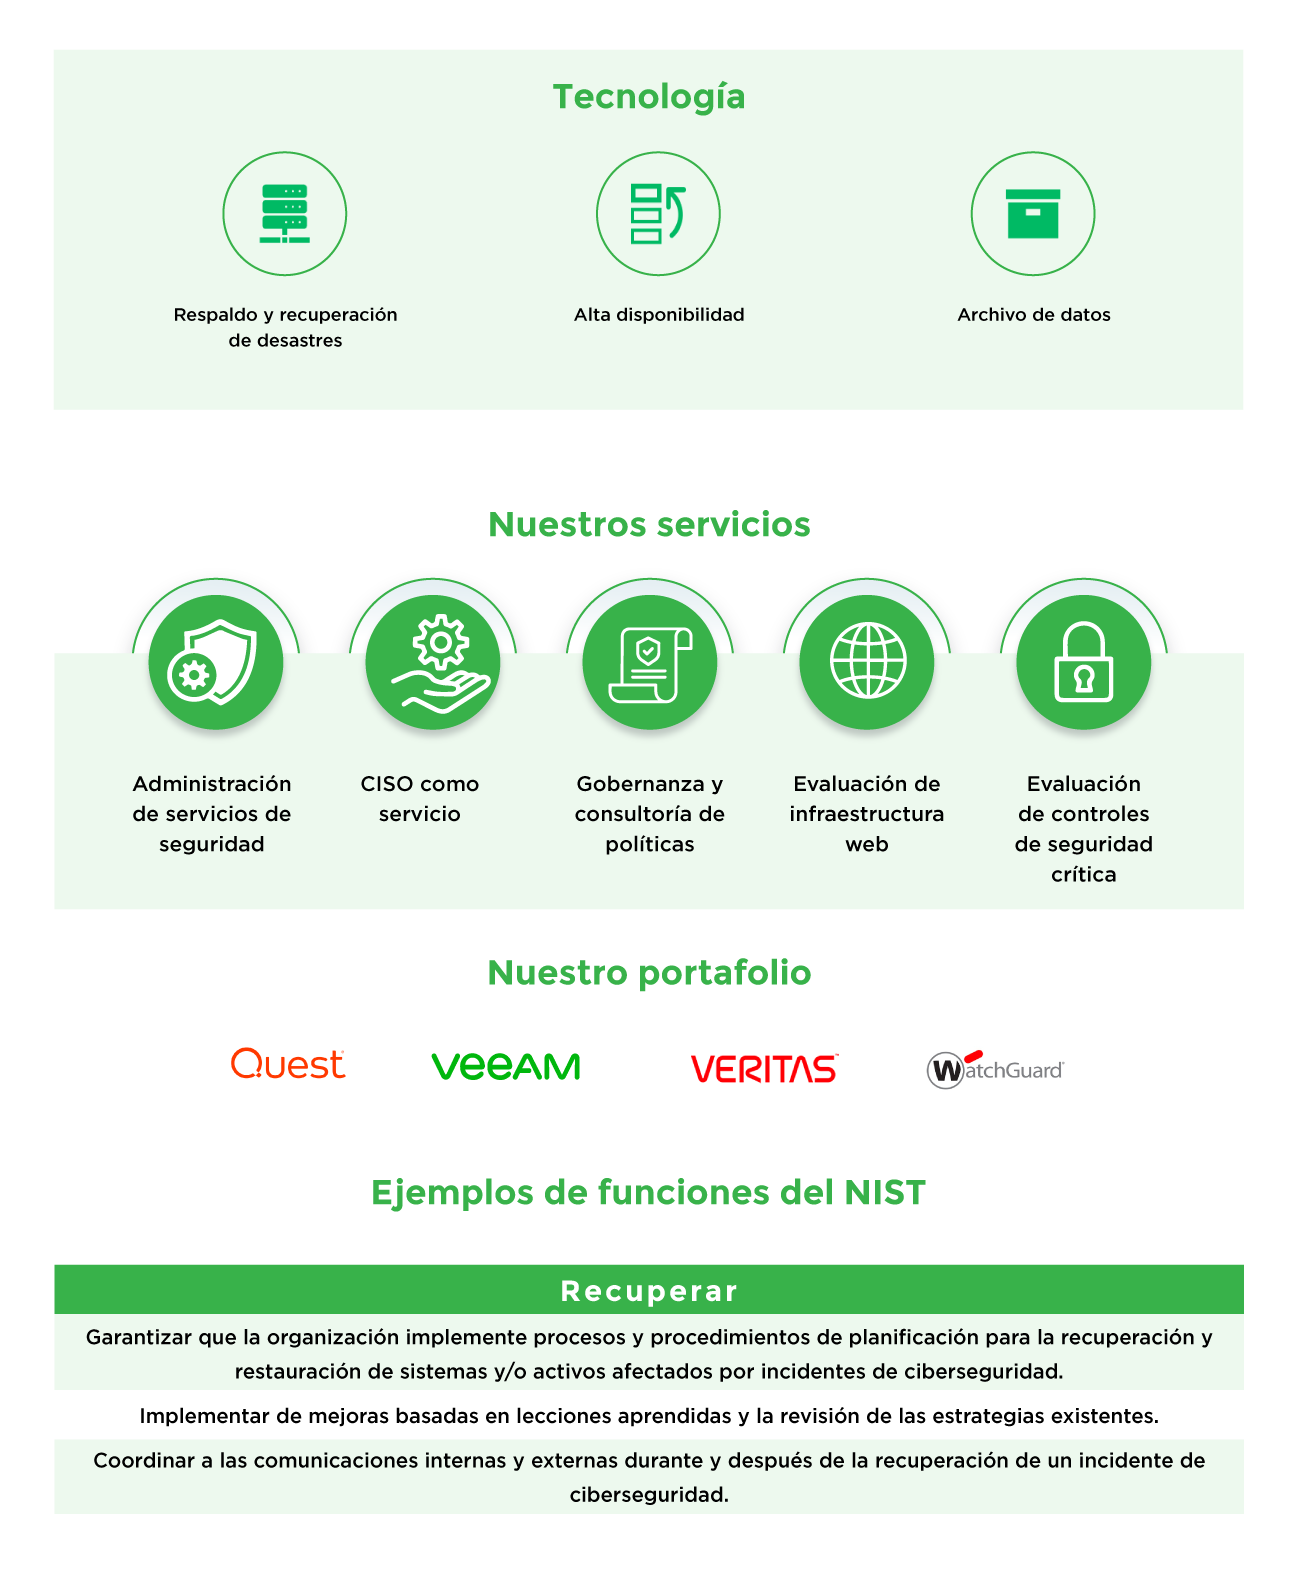 Tecnología
Respaldo y recuperación
de desastres
Alta disponibilidad
Archivo de datos
Nuestros servicios
Administración
de servicios de
seguridad
CISO como
servicio
Gobernanza y
consultoría de
políticas
Evaluación de
infraestructura
web
Evaluación
de controles
de seguridad
crítica
Nuestro portafolio
Quest
veeAM
VERITAS™
WatchGuard
Ejemplos de funciones del NIST
Recuperar
Garantizar que la organización implemente procesos y procedimientos de planificación para la recuperación y
restauración de sistemas y/o activos afectados por incidentes de ciberseguridad.
Implementar de mejoras basadas en lecciones aprendidas y la revisión de las estrategias existentes.
Coordinar a las comunicaciones internas y externas durante y después de la recuperación de un incidente de
ciberseguridad.